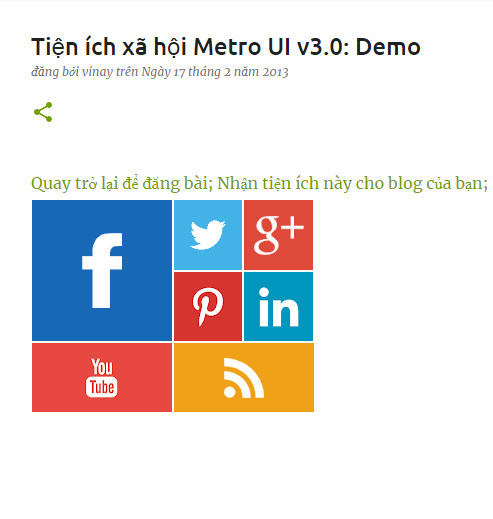 Tiện ích xã hội Metro UI v3.0: Demo
đăng bởi vinay trên Ngày 17 tháng 2 năm 2013
Quay trở lại để đăng bài; Nhận tiện ích này cho blog của bạn;
f
g+
P
in
You
Tube